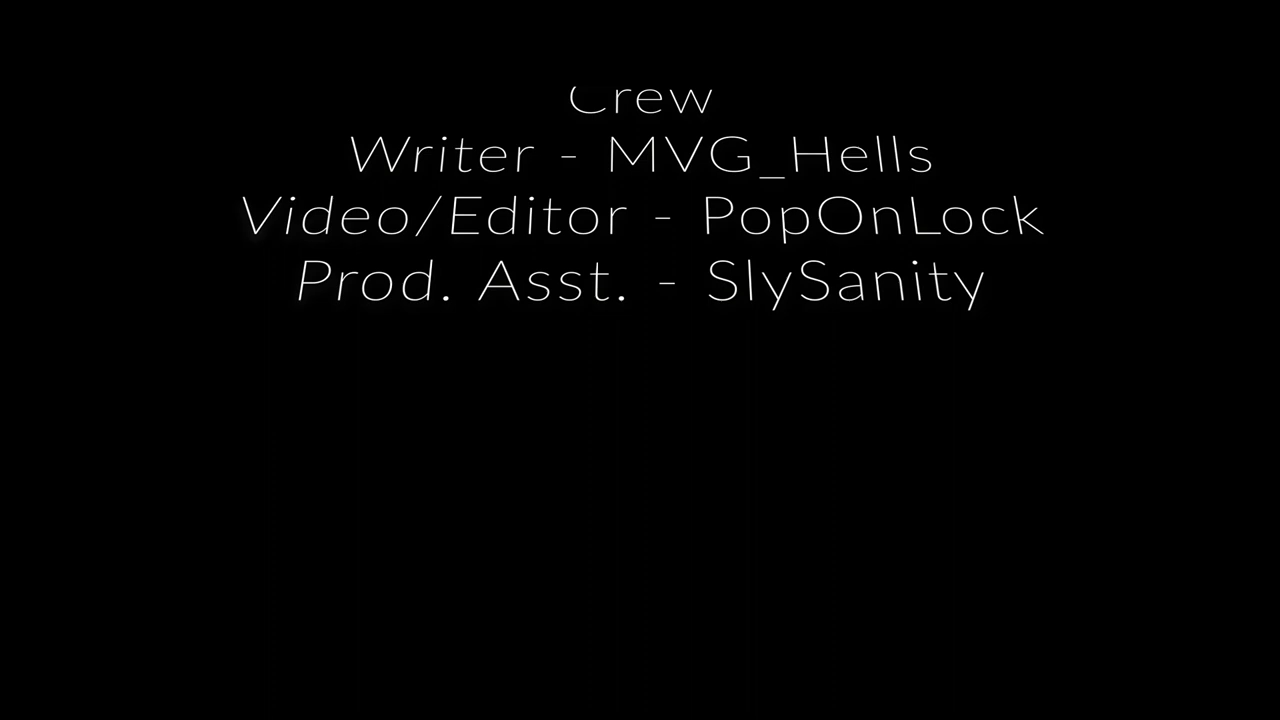 Crew
Writer - MVG_Hells
Video/Editor - PopOnLock
Prod. Asst. - SlySanity